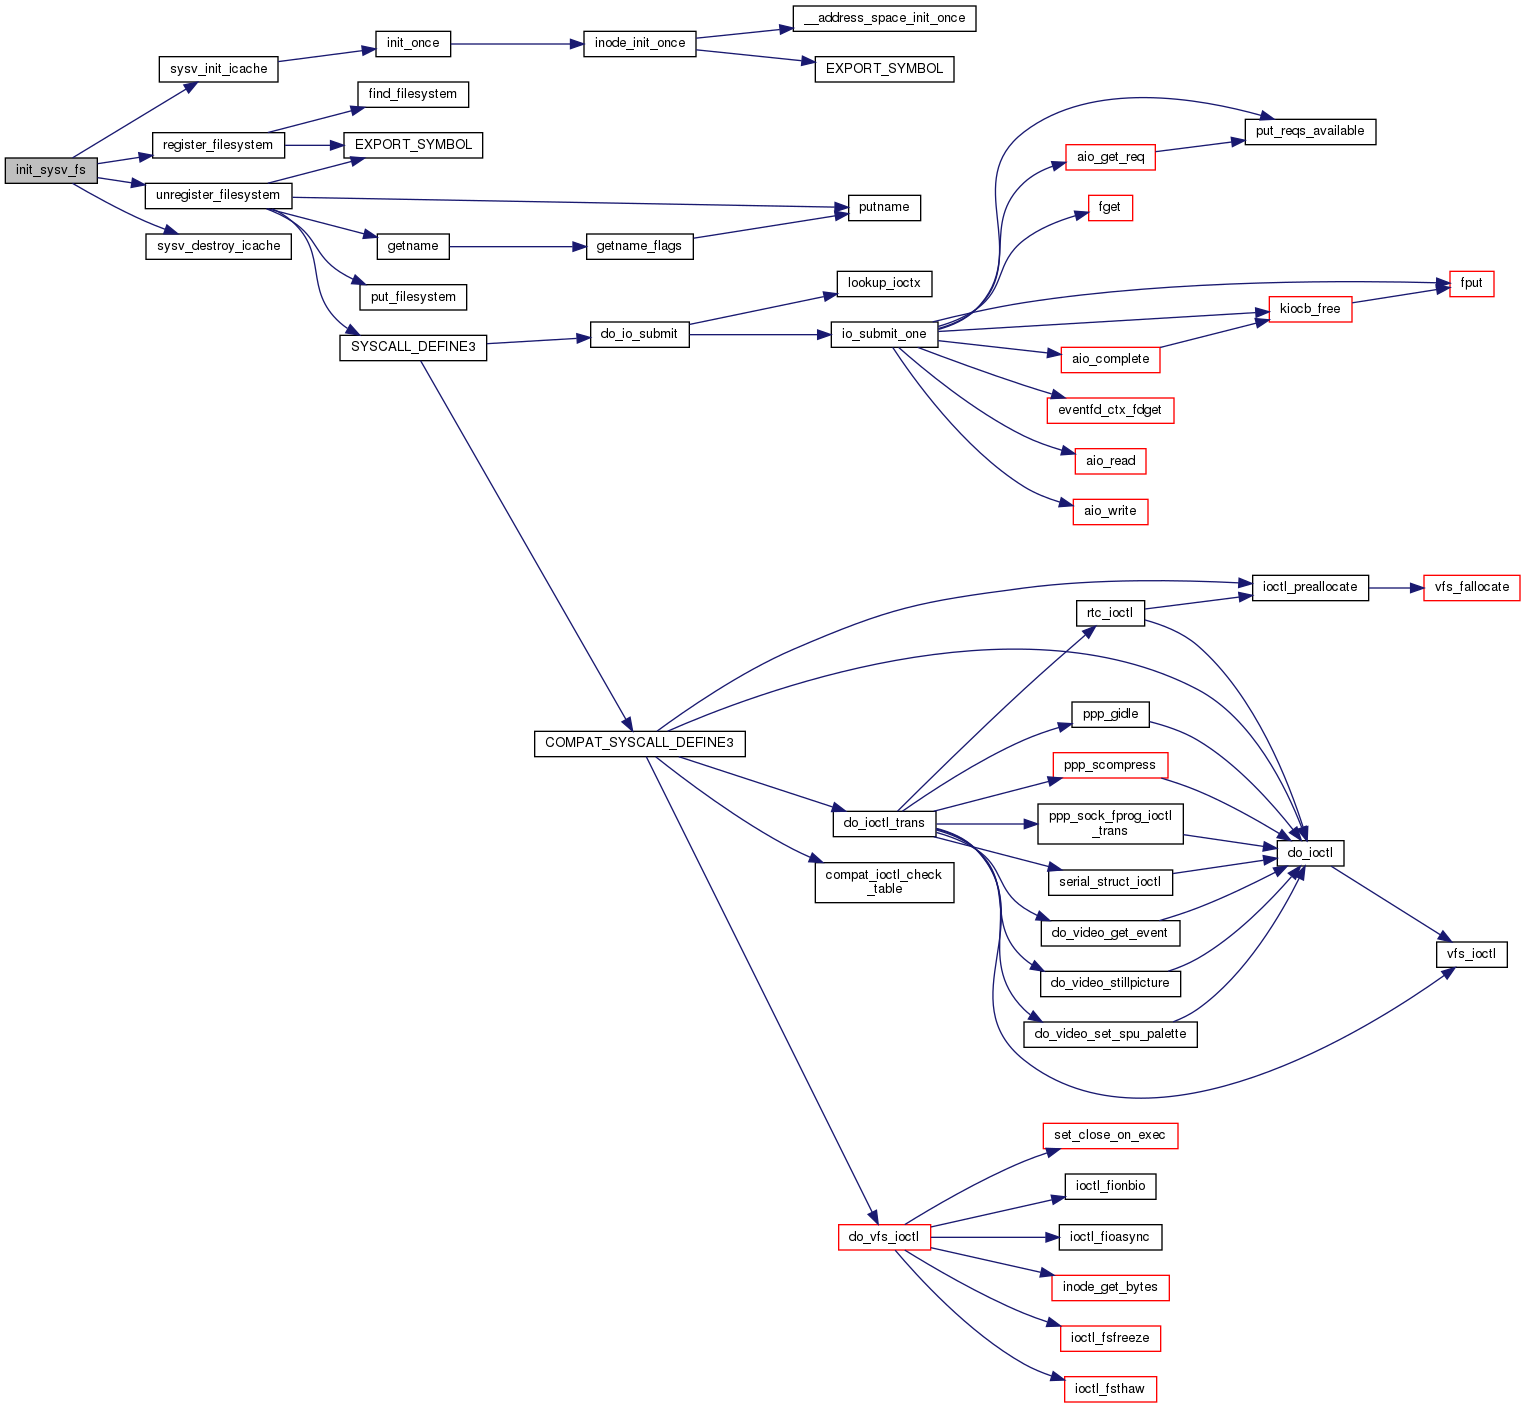 __address_space_init_once
init_once
inode_init_once
sysv_init_icache
EXPORT_SYMBOL
find_filesystem
put_reqs_available
register_filesystem
EXPORT_SYMBOL
aio_get_req
init_sysv_fs
unregister_filesystem
putname
fget
getname
getname_flags
sysv_destroy_icache
lookup_ioctx
fput
put_filesystem
kiocb_free
do_io_submit
io_submit_one
SYSCALL_DEFINE3
aio_complete
eventfd_ctx_fdget
aio_read
aio_write
ioctl_preallocate
vfs_fallocate
rtc_ioctl
ppp_gidle
COMPAT_SYSCALL_DEFINE3
ppp_scompress
do_ioctl_trans
ppp_sock_fprog_ioctl
_trans
do_ioctl
compat_ioctl_check
_table
serial_struct_ioctl
do_video_get_event
vfs_ioctl
do_video_stillpicture
do_video_set_spu_palette
set_close_on_exec
ioctl_fionbio
do_vfs_ioctl
ioctl_fioasync
inode_get_bytes
ioctl_fsfreeze
ioctl_fsthaw